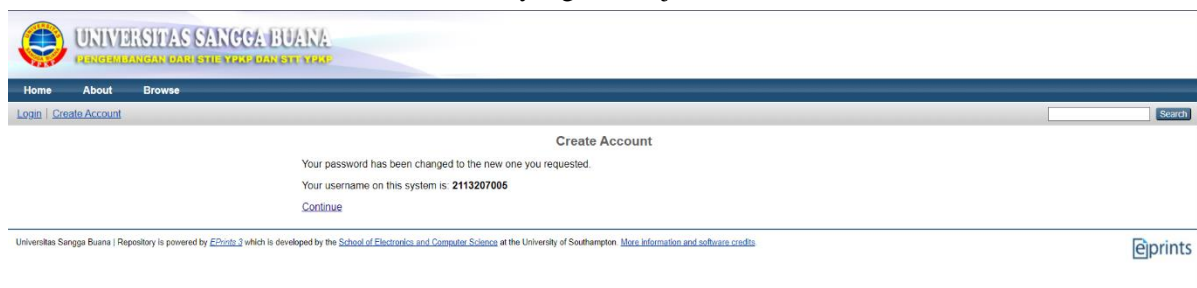 UNIVERSITAS SANGGA BUANA
PENGEMBANGAN DARI STIE YPKP DAN STT YPKP
Home About Browse
Login | Create Account
Search
Create Account
Your password has been changed to the new one you requested.
Your username on this system is: 2113207005
Continue
Universitas Sangga Buana | Repository is powered by EPrints 3 which is developed by the School of Electronics and Computer Science at the University of Southampton. More information and software credits.
eprints